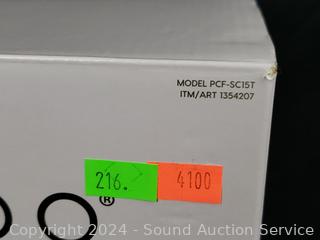 MODEL PCF-SC15T
ITM/ART 1354207
216.
4100
®
Copyright © 2024 - Sound Auction Service